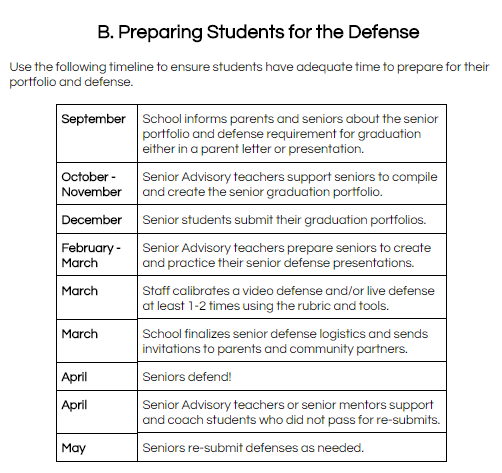 B. Preparing Students for the Defense
Use the following timeline to ensure students have adequate time to prepare for their
portfolio and defense.
September
School informs parents and seniors about the senior
portfolio and defense requirement for graduation
either in a parent letter or presentation.
October -
November
Senior Advisory teachers support seniors to compile
and create the senior graduation portfolio.
December
Senior students submit their graduation portfolios.
February -
March
Senior Advisory teachers prepare seniors to create
and practice their senior defense presentations.
March
Staff calibrates a video defense and/or live defense
at least 1-2 times using the rubric and tools.
March
School finalizes senior defense logistics and sends
invitations to parents and community partners.
April
Seniors defend!
April
Senior Advisory teachers or senior mentors support
and coach students who did not pass for re-submits.
May
Seniors re-submit defenses as needed.